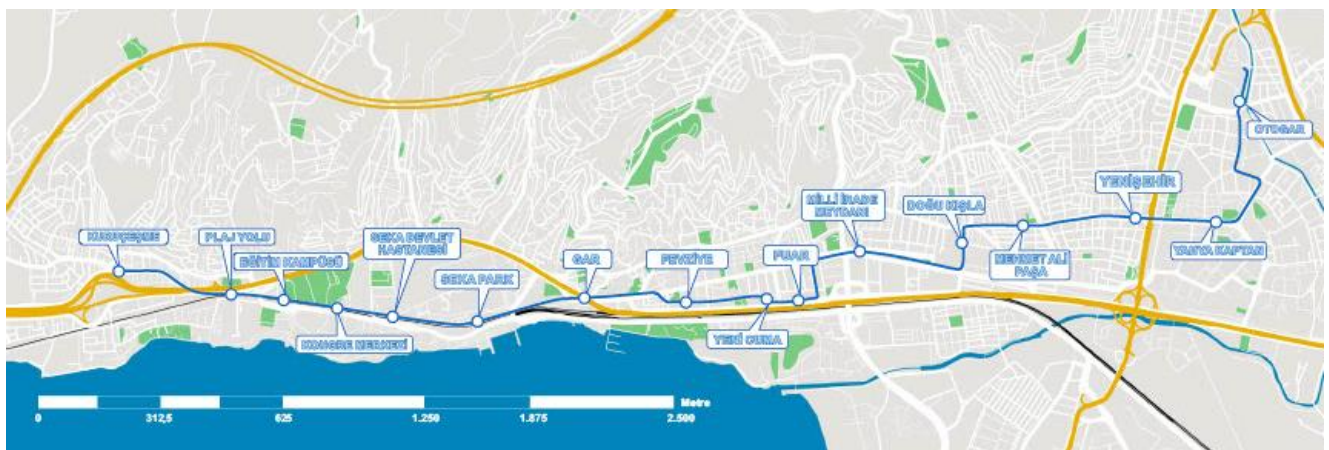 KURUÇEŞME
PLAJ YOLU
EĞİTİM KAMPÜSÜ
KONGRE MERKEZİ
SEKA DEVLET
HASTANESİ
SEKA PARK
GAR
FEVZİYE
YENİ CUMA
FUAR
MİLLİ İRADE
MEYDANI
DOĞU KIŞLA
MEHMET ALİ
PAŞA
YENİŞEHİR
YAHYA KAPTAN
OTOGAR
Metre
0 312,5 625 1.250 1.875 2.500